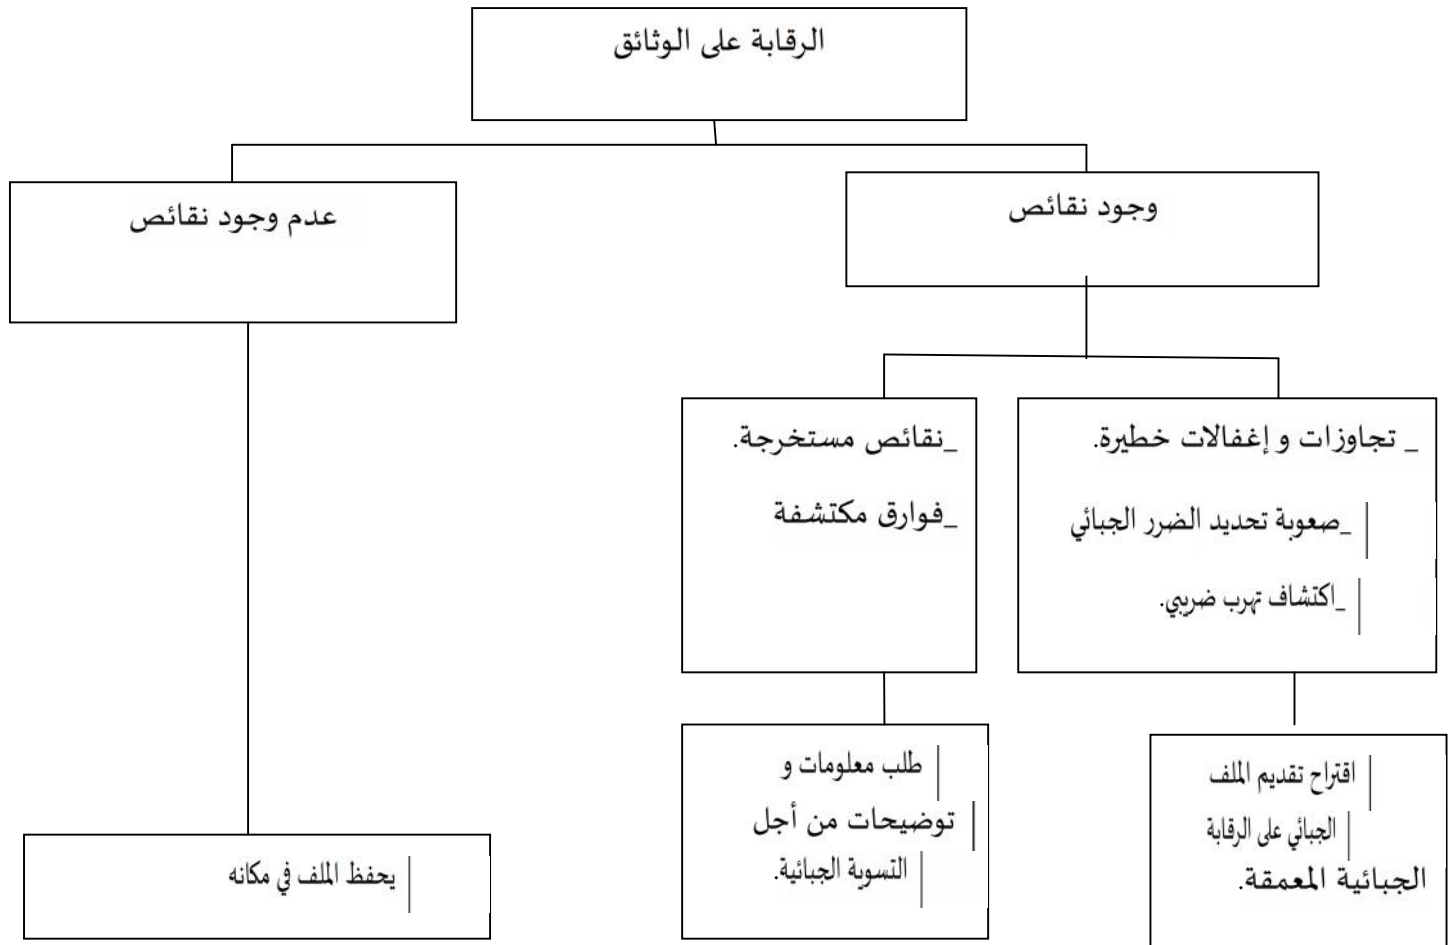 الرقابة على الوثائق
وجود نقائص
عدم وجود نقائص
_ تجاوزات و إغفالات خطيرة.
_صعوبة تحديد الضرر الجبائي
_اكتشاف تهرب ضريبي.
_نقائص مستخرجة.
_فوارق مكتشفة
اقتراح تقديم الملف
الجبائي على الرقابة
الجبائية المعمقة.
طلب معلومات و
توضيحات من أجل
التسوية الجبائية.
يحفظ الملف في مكانه